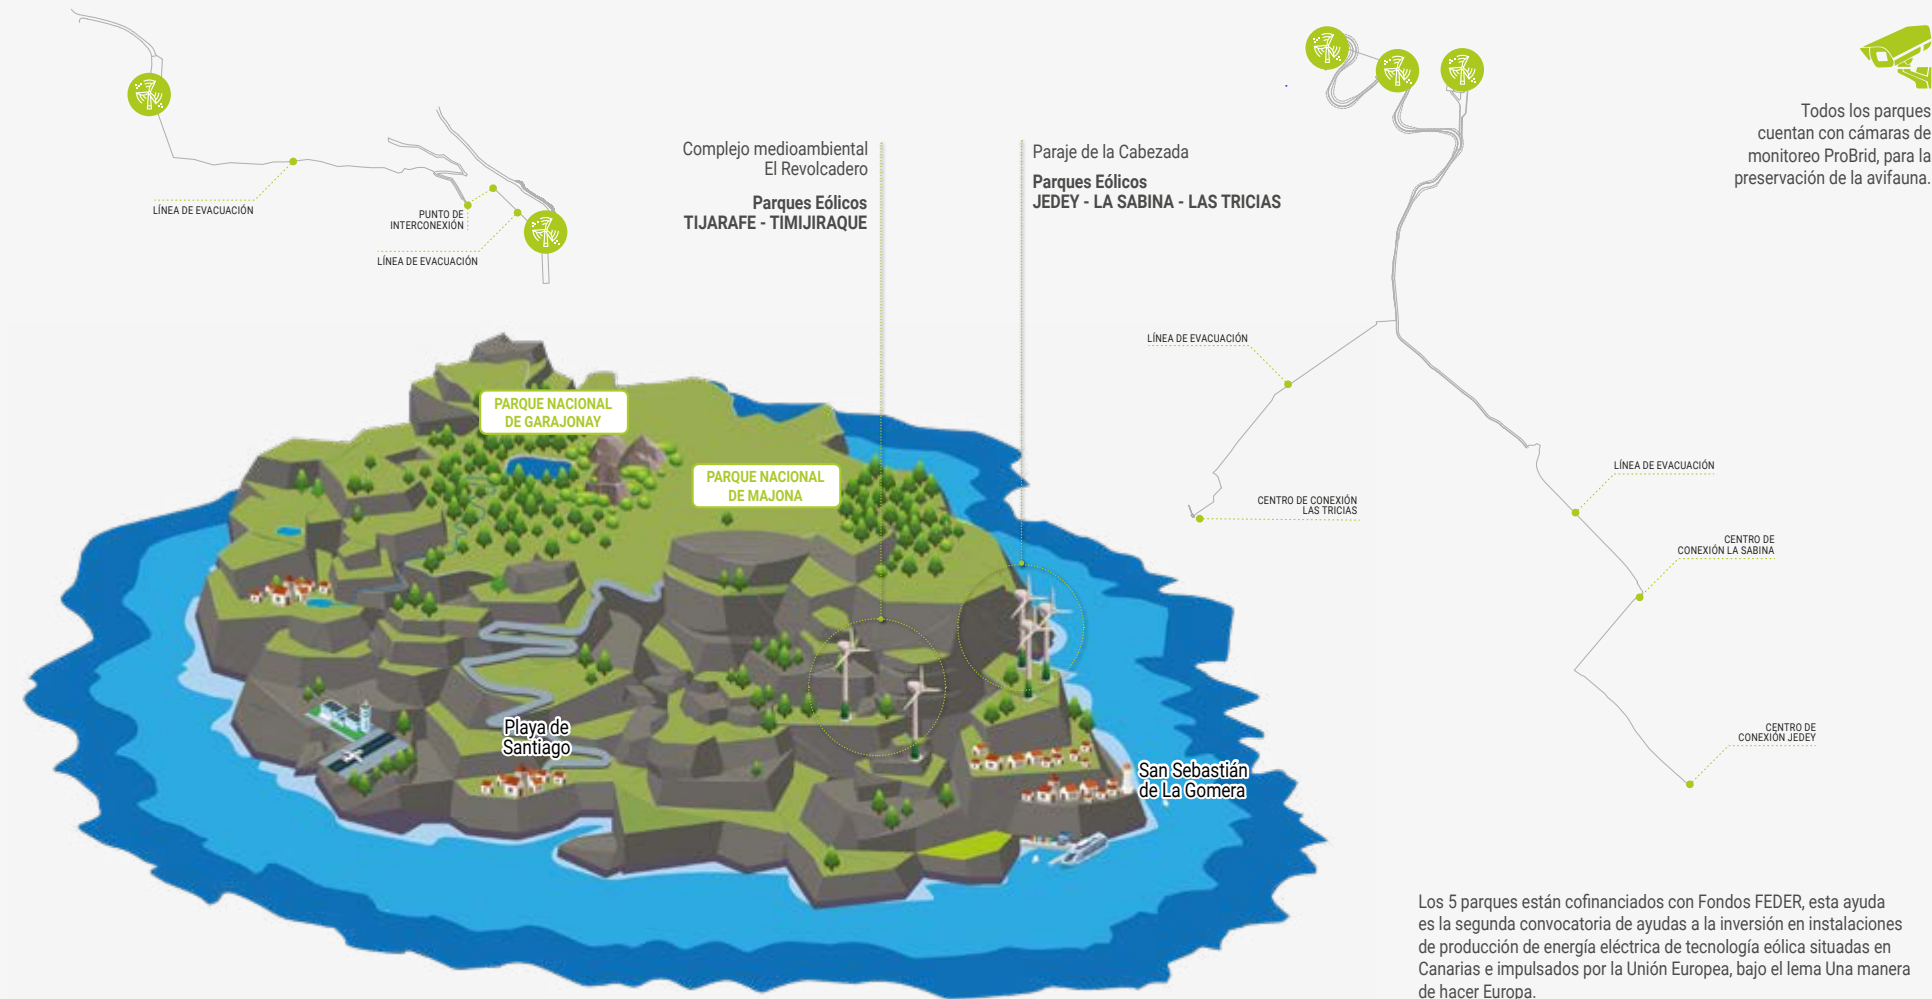 LÍNEA DE EVACUACIÓN
PUNTO DE
INTERCONEXIÓN
LÍNEA DE EVACUACIÓN
Complejo medioambiental
El Revolcadero
Parques Eólicos
TIJARAFE - TIMIJIRAQUE
Paraje de la Cabezada
Parques Eólicos
JEDEY - LA SABINA - LAS TRICIAS
Todos los parques
cuentan con cámaras de
monitoreo ProBrid, para la
preservación de la avifauna.
LÍNEA DE EVACUACIÓN
CENTRO DE CONEXIÓN
LAS TRICIAS
LÍNEA DE EVACUACIÓN
CENTRO DE
CONEXIÓN LA SABINA
CENTRO DE
CONEXIÓN JEDEY
PARQUE NACIONAL
DE GARAJONAY
PARQUE NACIONAL
DE MAJONA
Playa de
Santiago
San Sebastián
de La Gomera
Los 5 parques están cofinanciados con Fondos FEDER, esta ayuda
es la segunda convocatoria de ayudas a la inversión en instalaciones
de producción de energía eléctrica de tecnología eólica situadas en
Canarias e impulsados por la Unión Europea, bajo el lema Una manera
de hacer Europa.